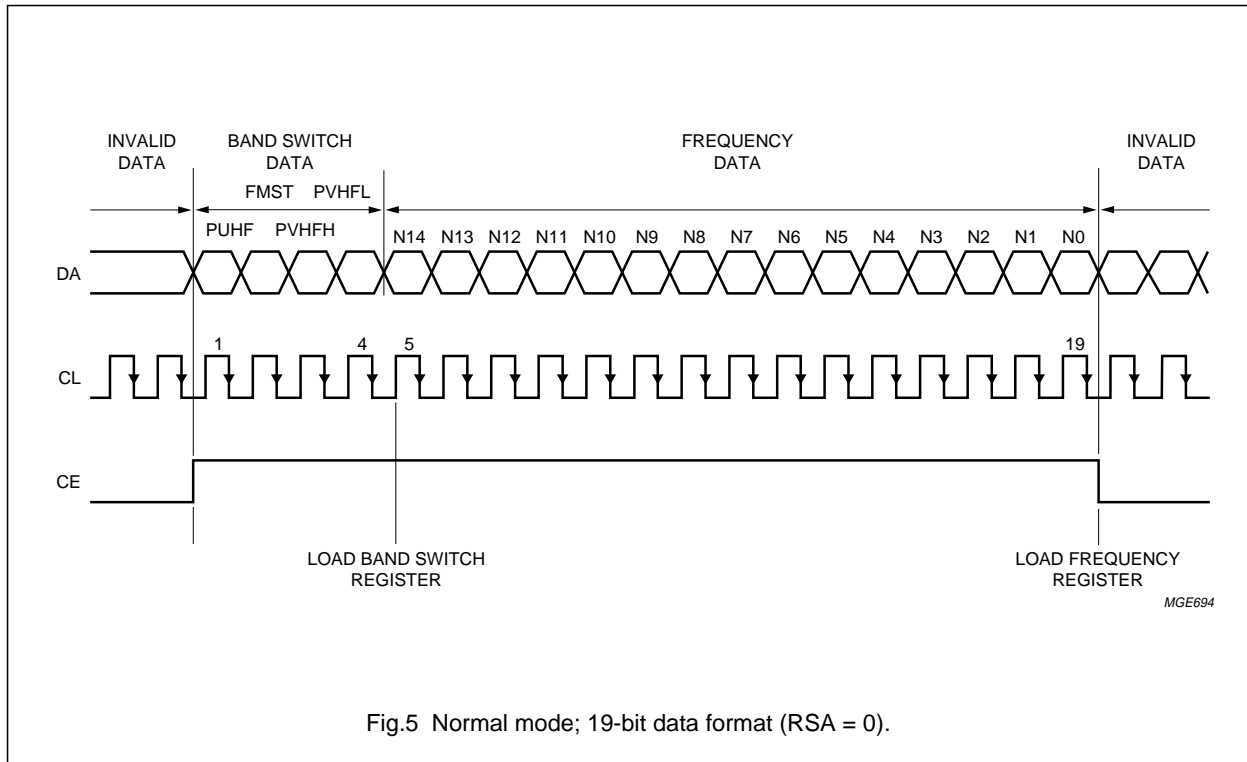 INVALID
DATA
BAND SWITCH
DATA
FREQUENCY
DATA
INVALID
DATA
FMST PVHFL
PUHF PVHFH
N14 N13 N12 N11 N10 N9 N8 N7 N6 N5 N4 N3 N2 N1 N0
DA
1 4 5 19
CL
CE
LOAD BAND SWITCH
REGISTER
LOAD FREQUENCY
REGISTER
MGE694
Fig.5 Normal mode; 19-bit data format (RSA = 0).